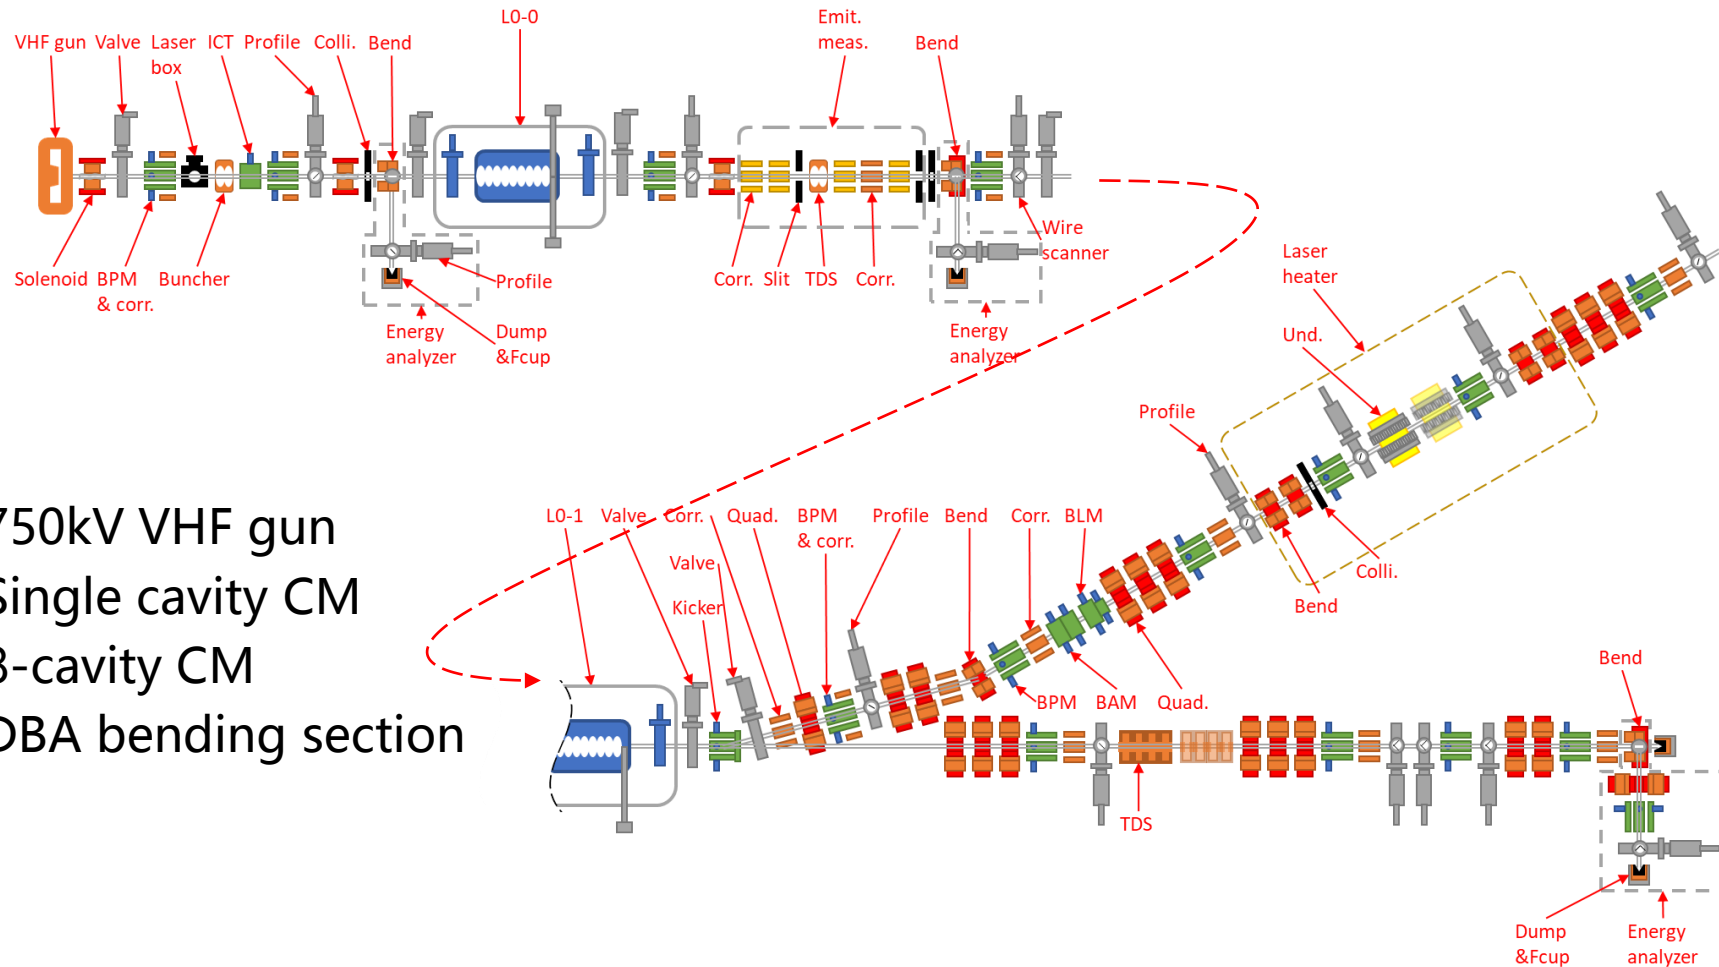 L0-0
Emit.
meas.
VHF gun
Valve
Laser
box
ICT
Profile
Colli.
Bend
Bend
Solenoid
BPM
& corr.
Buncher
Profile
Energy
analyzer
Dump
&Fcup
Corr.
Slit
TDS
Corr.
Wire
scanner
Energy
analyzer
Laser
heater
Und.
Profile
Colli.
Bend
750kV VHF gun
Single cavity CM
8-cavity CM
DBA bending section
L0-1
Valve
Corr.
Quad.
BPM
& corr.
Profile
Bend
Corr.
BLM
Valve
Kicker
BPM
BAM
Quad.
TDS
Bend
Dump
&Fcup
Energy
analyzer